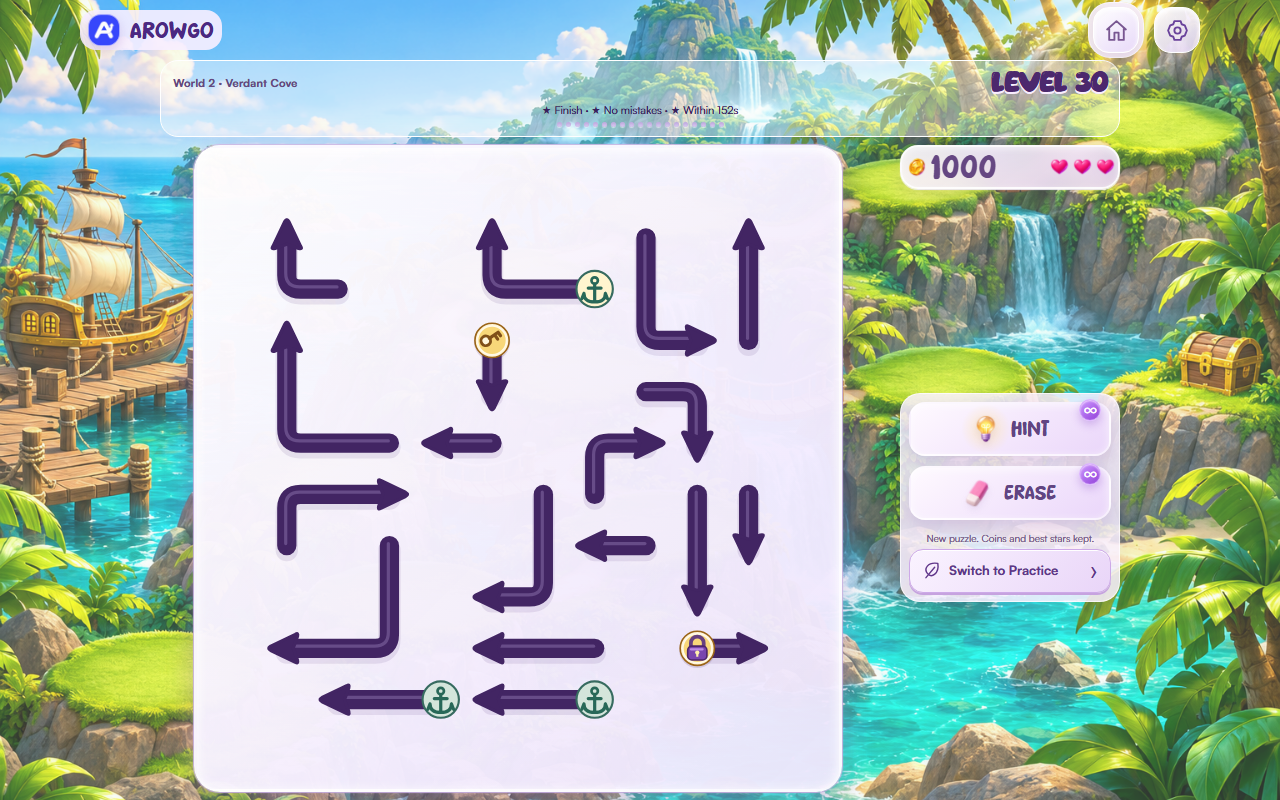 AROWGO
World 2 · Verdant Cove
LEVEL 30
★ Finish · ★ No mistakes · ★ Within 152s
1000
HINT
∞
ERASE
∞
New puzzle. Coins and best stars kept.
Switch to Practice